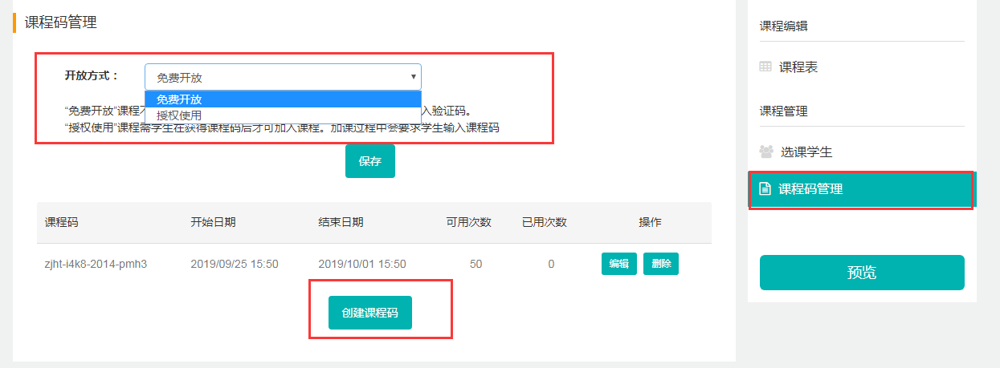 课程码管理
开放方式：
免费开放
免费开放
授权使用
“免费开放”课程
入验证码。
“授权使用”课程需学生在获得课程码后才可加入课程。加课过程中会要求学生输入课程码
保存
课程码 开始日期 结束日期 可用次数 已用次数 操作
zjht-i4k8-2014-pmh3 2019/09/25 15:50 2019/10/01 15:50 50 0 编辑 删除
创建课程码
课程编辑
课程表
课程管理
选课学生
课程码管理
预览